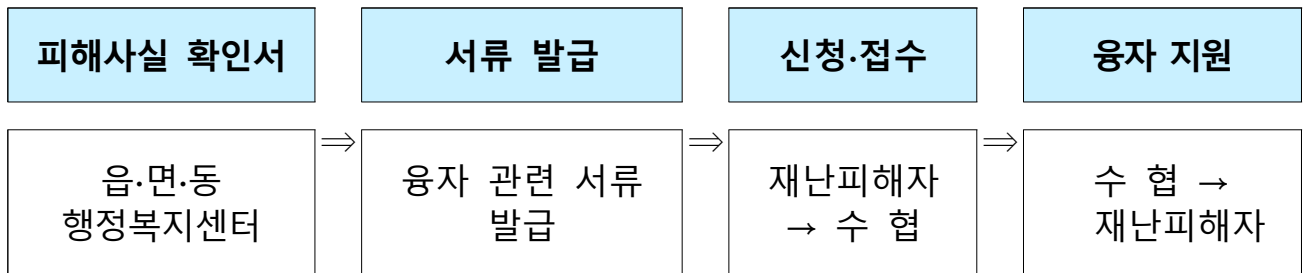 피해사실 확인서
서류 발급
신청·접수
융자 지원
읍·면·동
행정복지센터
⇒
융자 관련 서류
발급
⇒
재난피해자
→ 수 협
⇒
수 협 →
재난피해자